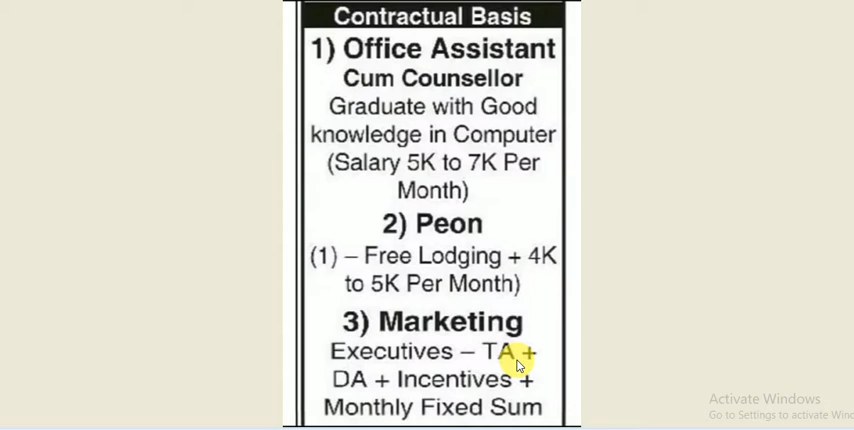 Contractual Basis
1) Office Assistant
Cum Counsellor
Graduate with Good
knowledge in Computer
(Salary 5K to 7K Per
Month)
2) Peon
(1) – Free Lodging + 4K
to 5K Per Month)
3) Marketing
Executives – TA +
DA + Incentives +
Monthly Fixed Sum
Activate Windows
Go to Settings to activate Wind